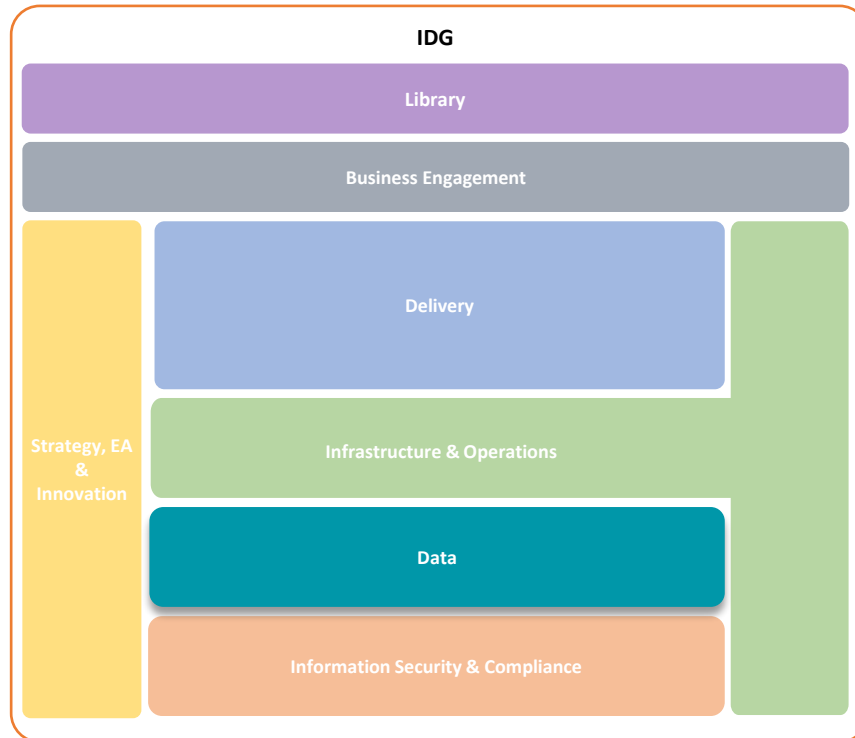 IDG
Library
Business Engagement
Delivery
Strategy, EA
&
Innovation
Infrastructure & Operations
Data
Information Security & Compliance